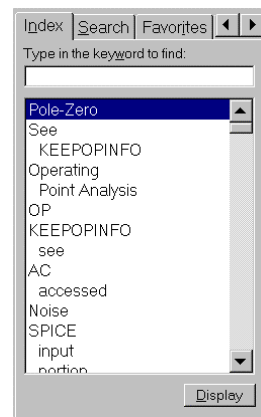 Index Search Favorites
Type in the keyword to find:
Pole-Zero
See
KEEPOPINFO
Operating
Point Analysis
OP
KEEPOPINFO
see
AC
accessed
Noise
SPICE
input
portion
Display